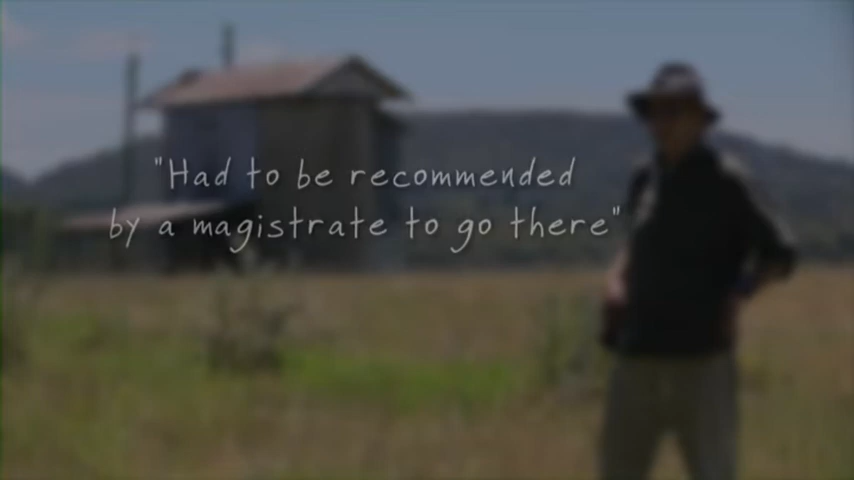 "Had to be recommended
by a magistrate to go there"